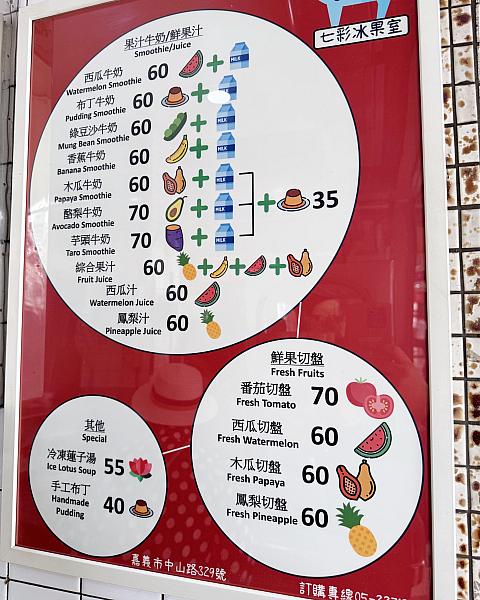 七彩冰果室
果汁牛奶/鮮果汁
Smoothie/Juice
西瓜牛奶 60
Watermelon Smoothie
MILK
布丁牛奶 60
Pudding Smoothie
MILK
綠豆沙牛奶 60
Mung Bean Smoothie
MILK
香蕉牛奶 60
Banana Smoothie
MILK
木瓜牛奶 60
Papaya Smoothie
MILK
酪梨牛奶 70
Avocado Smoothie
MILK
35
芋頭牛奶 70
Taro Smoothie
MILK
綜合果汁 60
Fruit Juice
西瓜汁 60
Watermelon Juice
鳳梨汁 60
Pineapple Juice
鮮果切盤
Fresh Fruits
番茄切盤 70
Fresh Tomato
西瓜切盤 60
Fresh Watermelon
木瓜切盤 60
Fresh Papaya
鳳梨切盤 60
Fresh Pineapple
其他
Special
冷凍蓮子湯 55
Ice Lotus Soup
手工布丁 40
Handmade
Pudding
嘉義市中山路329號
訂購專線05-